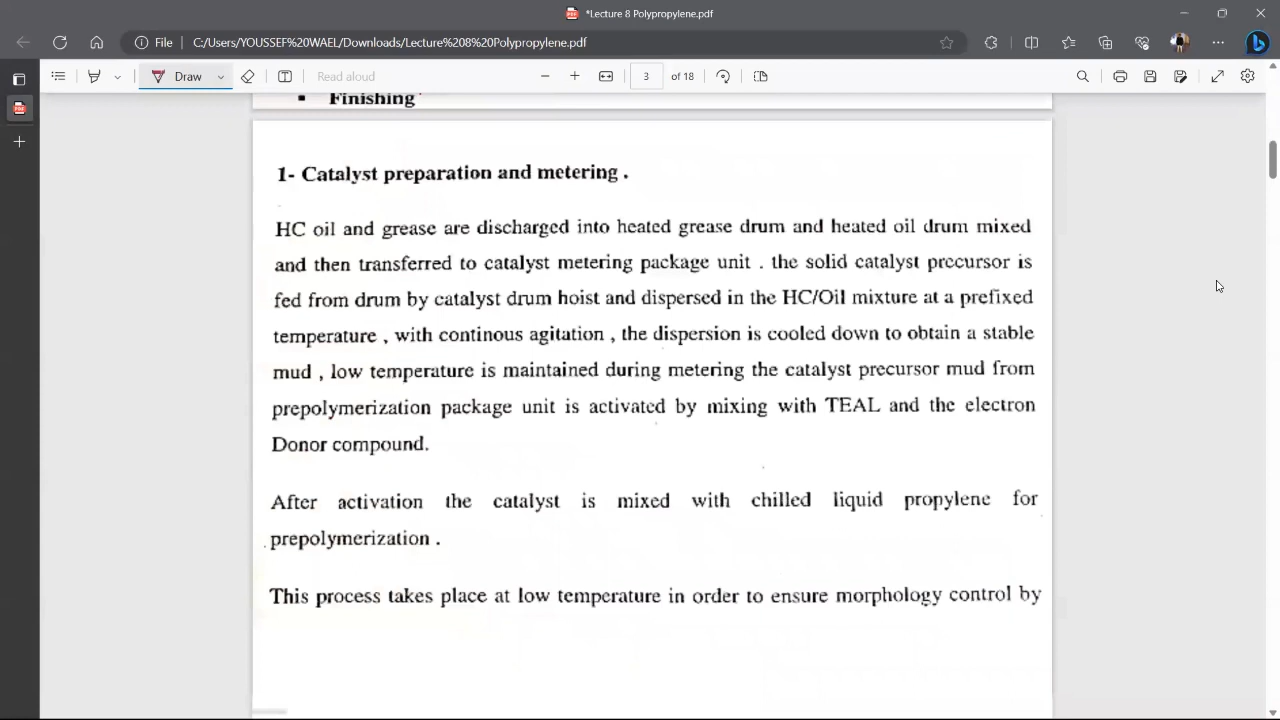 *Lecture 8 Polypropylene.pdf
File C:/Users/YOUSSEF%20WAEL/Downloads/Lecture%208%20Polypropylene.pdf
Draw Read aloud 3 of 18
▪ Finishing
1- Catalyst preparation and metering .
HC oil and grease are discharged into heated grease drum and heated oil drum mixed
and then transferred to catalyst metering package unit . the solid catalyst precursor is
fed from drum by catalyst drum hoist and dispersed in the HC/Oil mixture at a prefixed
temperature , with continous agitation , the dispersion is cooled down to obtain a stable
mud , low temperature is maintained during metering the catalyst precursor mud from
prepolymerization package unit is activated by mixing with TEAL and the electron
Donor compound.
After activation the catalyst is mixed with chilled liquid propylene for
prepolymerization .
This process takes place at low temperature in order to ensure morphology control by